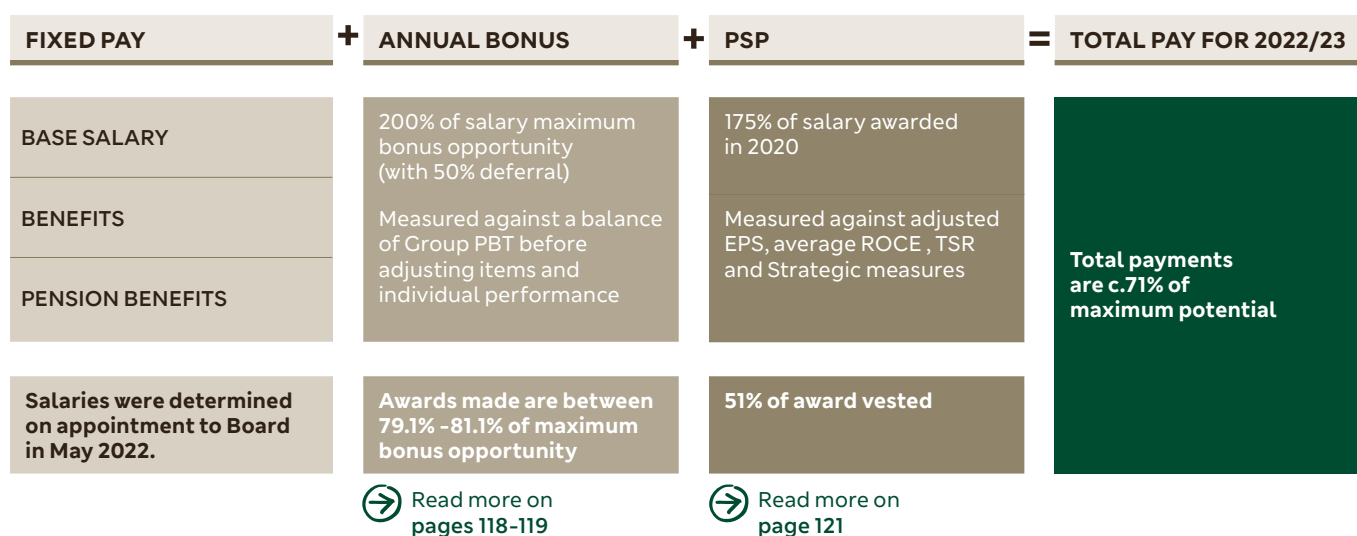 FIXED PAY
+
ANNUAL BONUS
+
PSP
=
TOTAL PAY FOR 2022/23
BASE SALARY
BENEFITS
PENSION BENEFITS
200% of salary maximum
bonus opportunity
(with 50% deferral)
Measured against a balance
of Group PBT before
adjusting items and
individual performance
175% of salary awarded
in 2020
Measured against adjusted
EPS, average ROCE , TSR
and Strategic measures
Total payments
are c.71% of
maximum potential
Salaries were determined
on appointment to Board
in May 2022.
Awards made are between
79.1% -81.1% of maximum
bonus opportunity
51% of award vested
Read more on
pages 118-119
Read more on
page 121